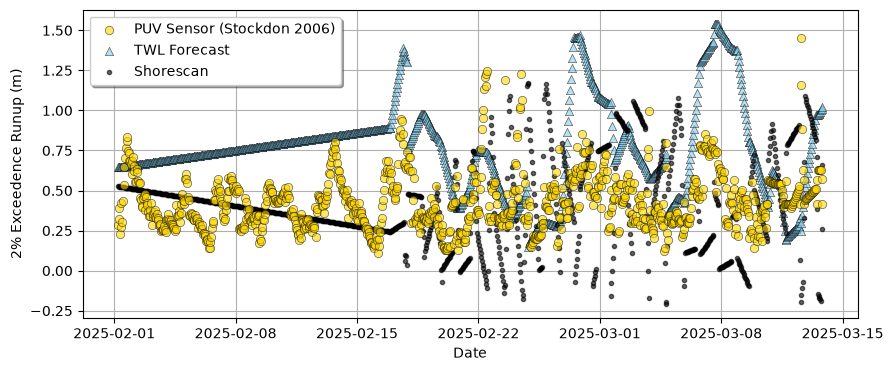 PUV Sensor (Stockdon 2006)
TWL Forecast
Shorescan
2% Exceedence Runup (m)
1.50
1.25
1.00
0.75
0.50
0.25
0.00
−0.25
2025-02-01 2025-02-08 2025-02-15 2025-02-22 2025-03-01 2025-03-08 2025-03-15
Date